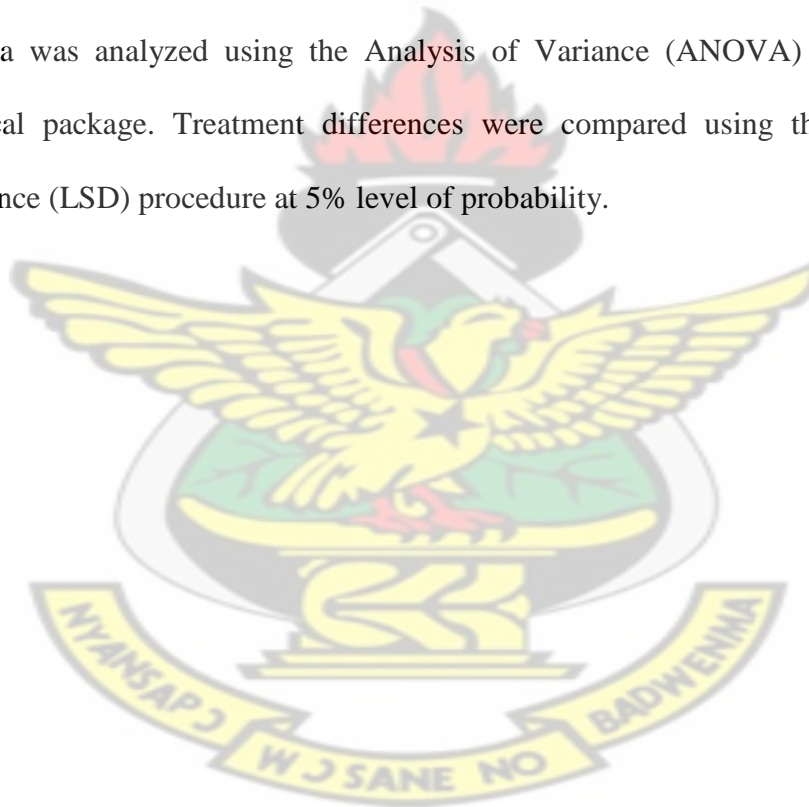 a was analyzed using the Analysis of Variance (ANOVA)
cal package. Treatment differences were compared using th
nce (LSD) procedure at 5% level of probability.
NYANSAPƆ WƆSANE NO BADWENMA